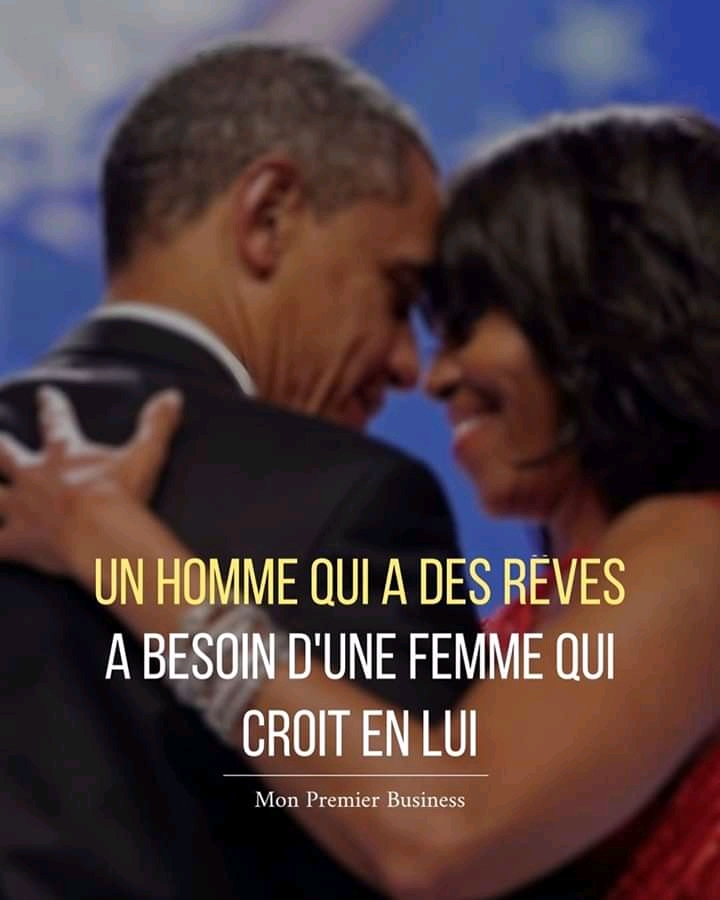 UN HOMME QUI A DES RÊVES
A BESOIN D'UNE FEMME QUI
CROIT EN LUI
Mon Premier Business